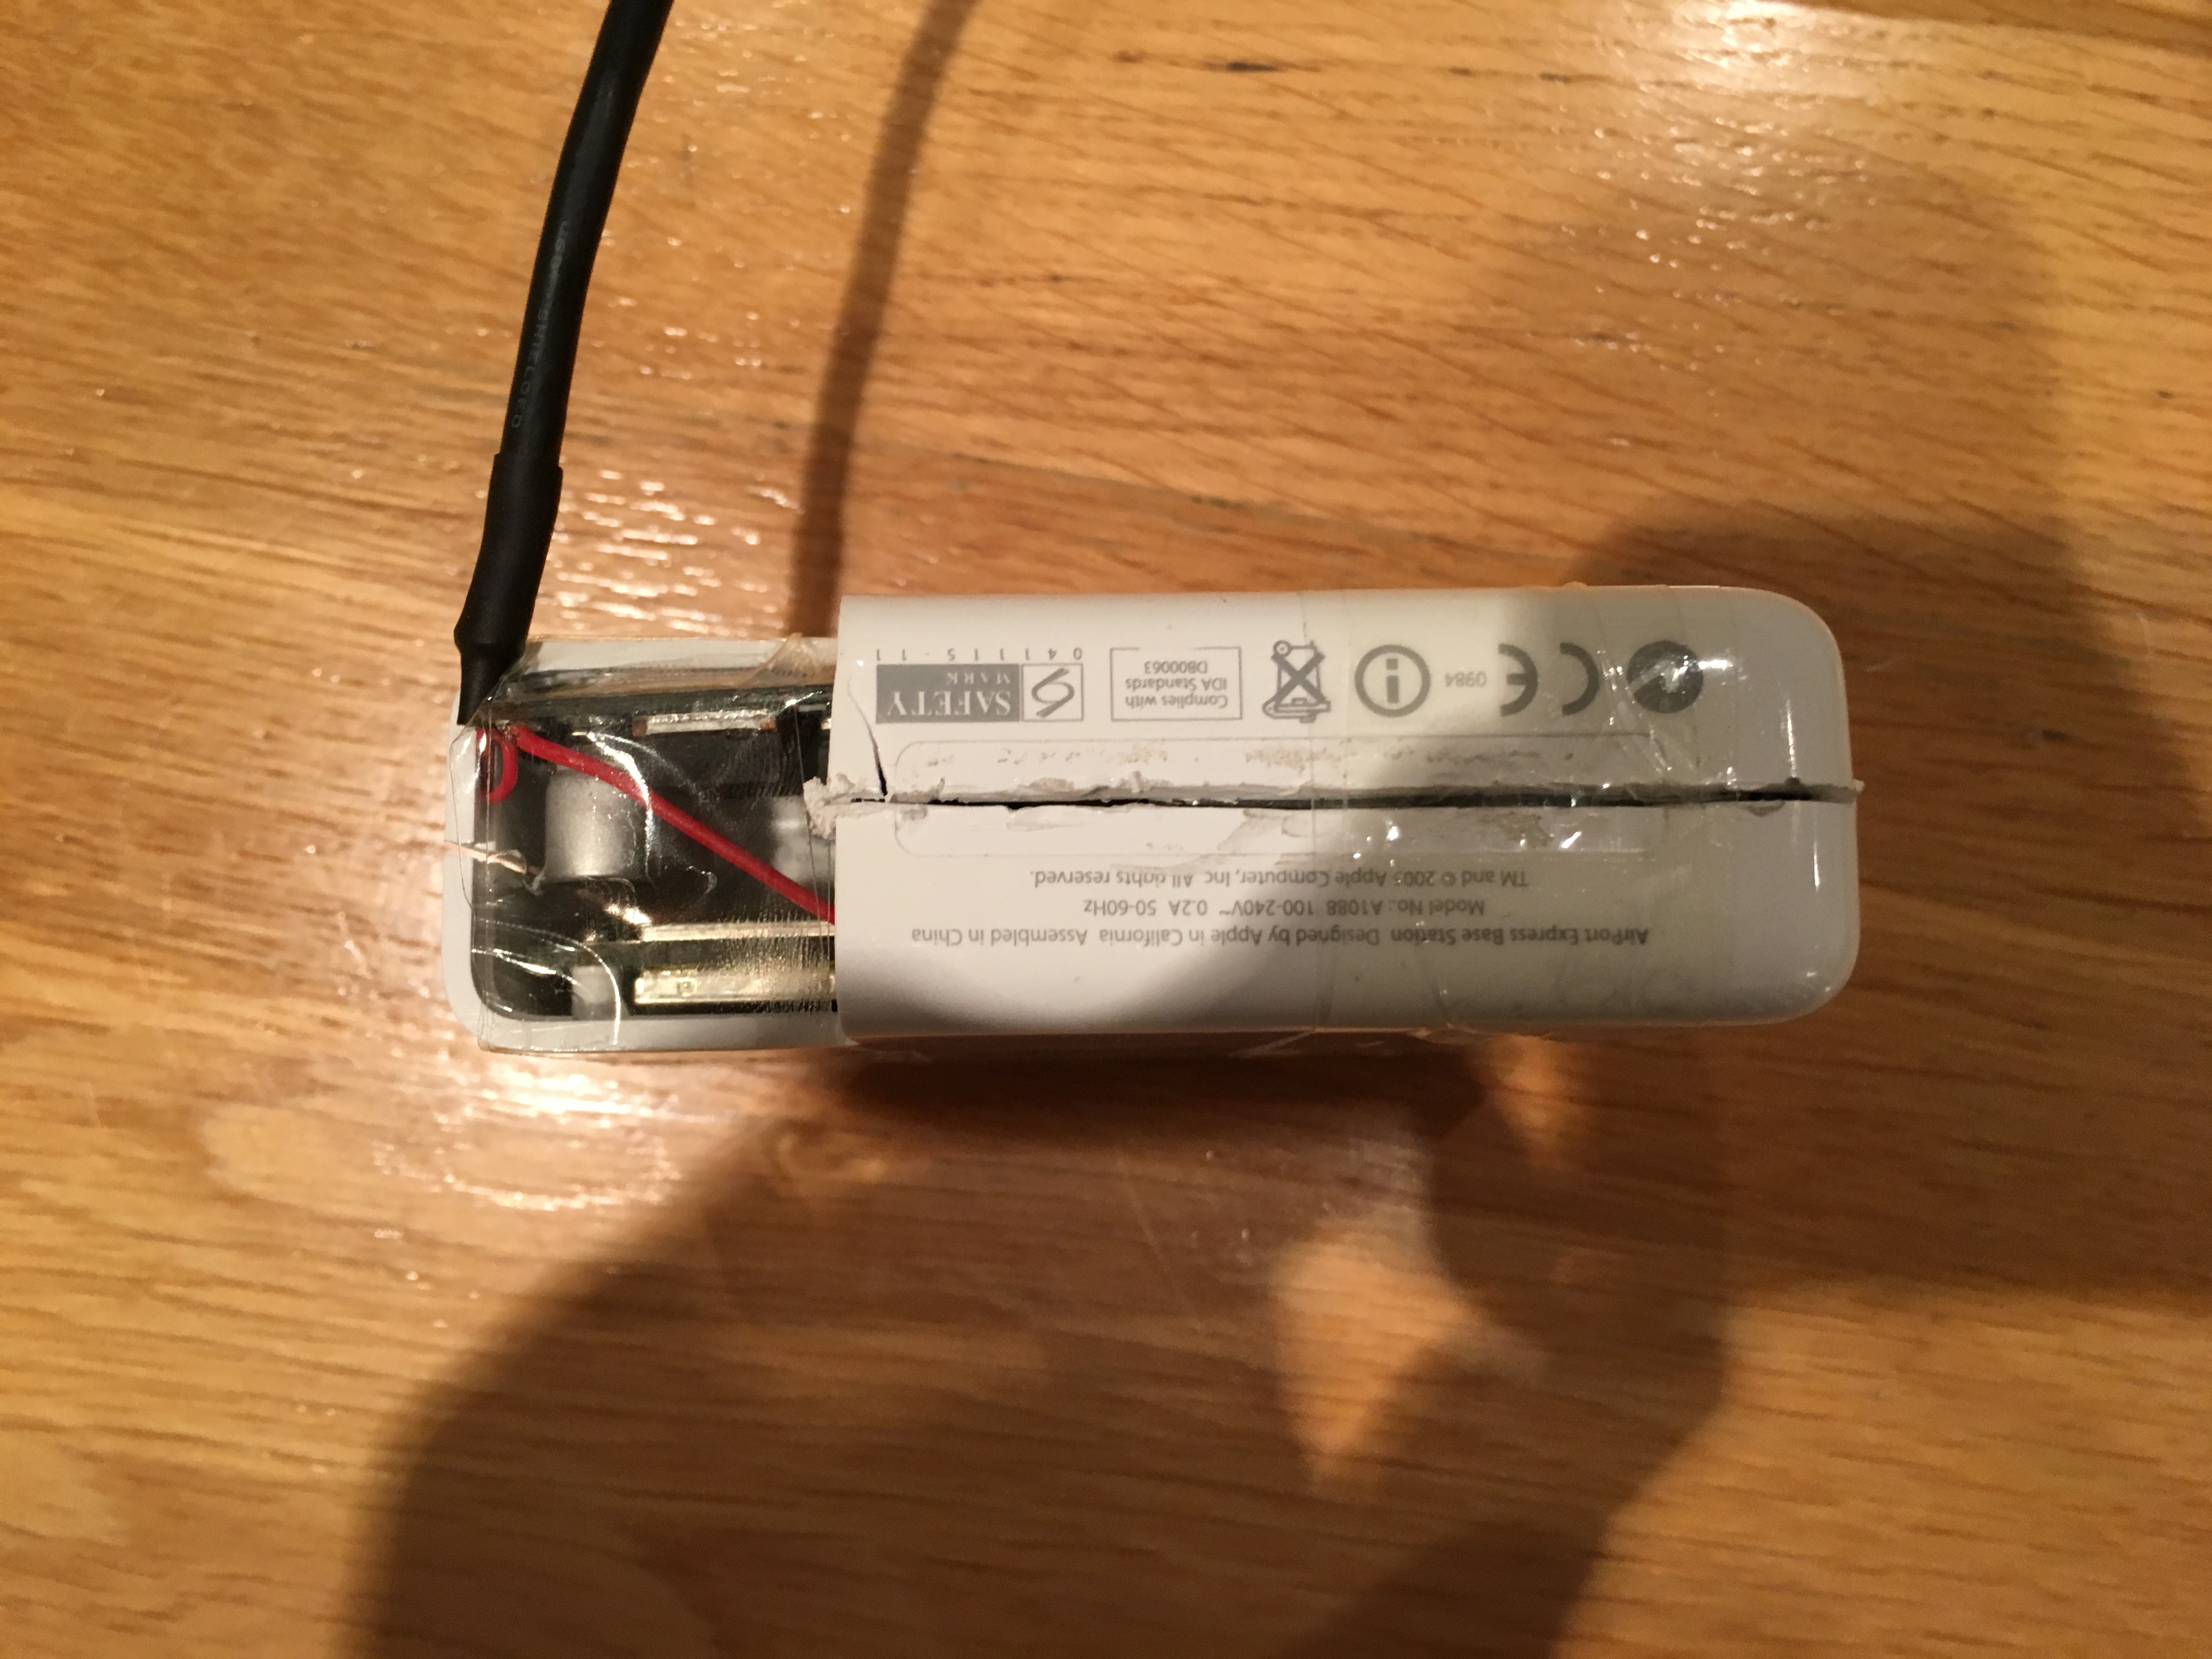 AirPort Express Base Station Designed by Apple in California Assembled in China
Model No.: A1088 100-240V~ 0.2A 50-60Hz
TM and © Apple Computer, Inc. All rights reserved.
0984
Complies with
IDA Standards
DB00063
SAFETY
MARK
041115-11